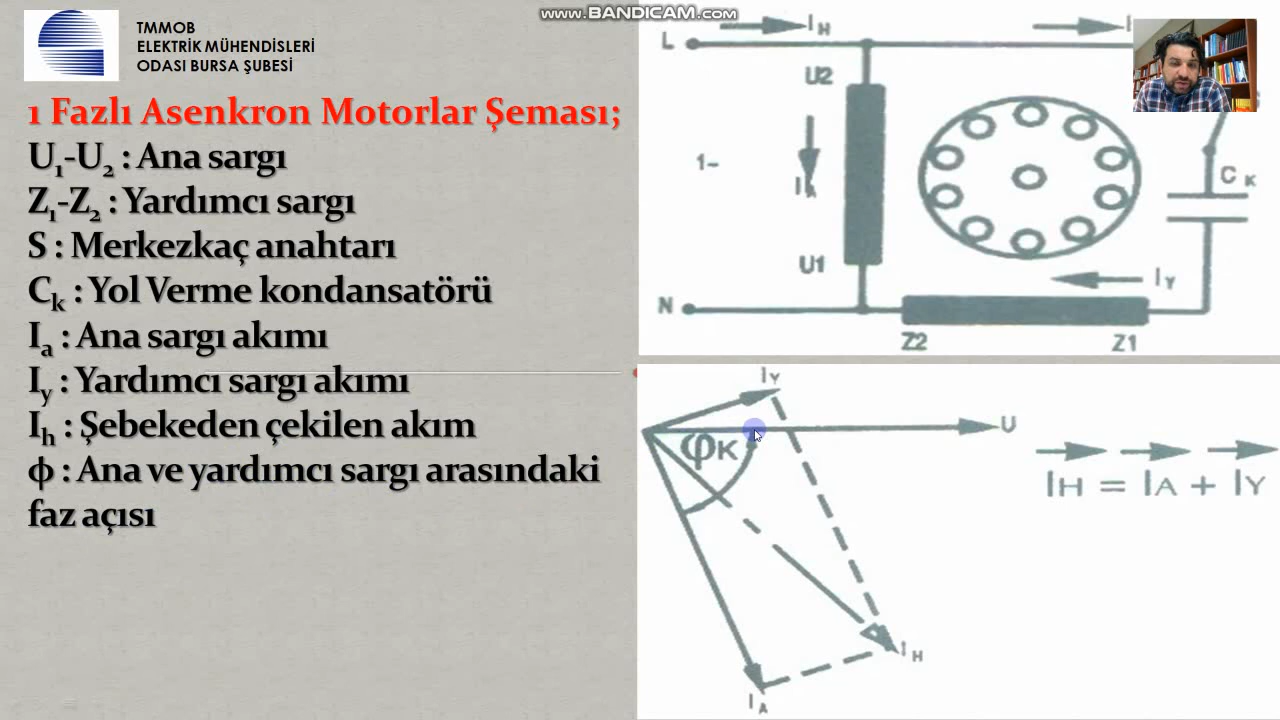 www.BANDICAM.com
TMMOB
ELEKTRİK MÜHENDİSLERİ
ODASI BURSA ŞUBESİ
1 Fazlı Asenkron Motorlar Şeması;
U₁-U₂ : Ana sargı
Z₁-Z₂ : Yardımcı sargı
S : Merkezkaç anahtarı
Cₖ : Yol Verme kondansatörü
Iₐ : Ana sargı akımı
Iy : Yardımcı sargı akımı
Iₕ : Şebekeden çekilen akım
ϕ : Ana ve yardımcı sargı arasındaki
faz açısı
L
IH
U2
1~
IA
CK
U1
IY
N
Z2
Z1
IY
U
φK
IH = IA + IY
IH
IA